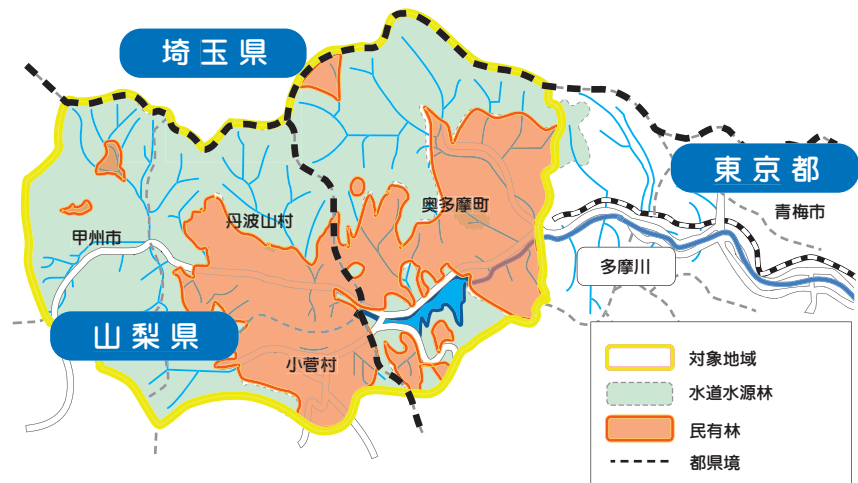 埼玉県
東京都
青梅市
奥多摩町
丹波山村
甲州市
多摩川
山梨県
小菅村
対象地域
水道水源林
民有林
都県境